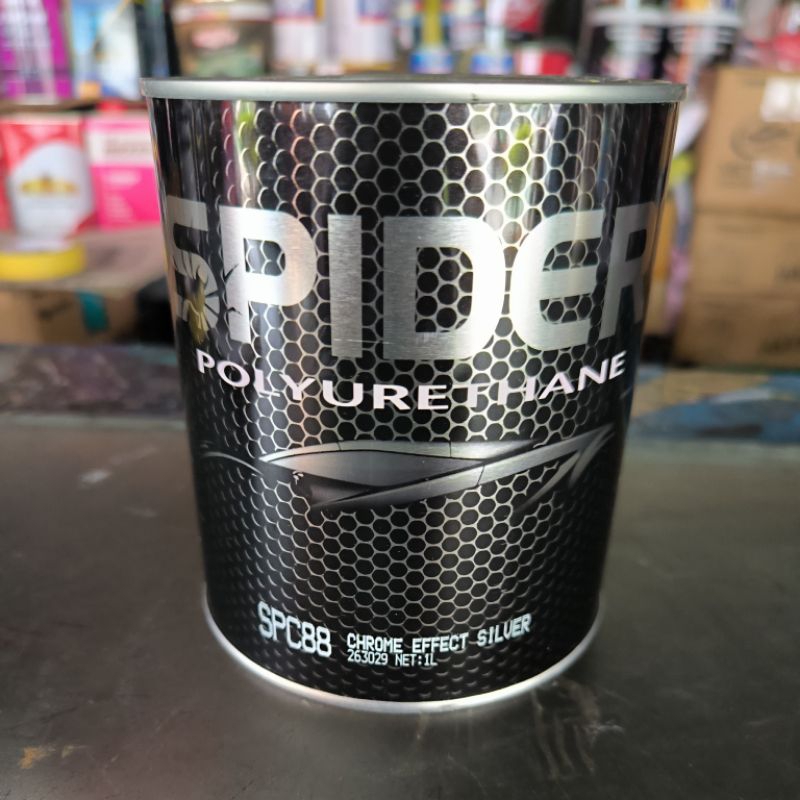 SPIDER
POLYURETHANE
SPC88 CHROME EFFECT SILVER
263029 NET:1L